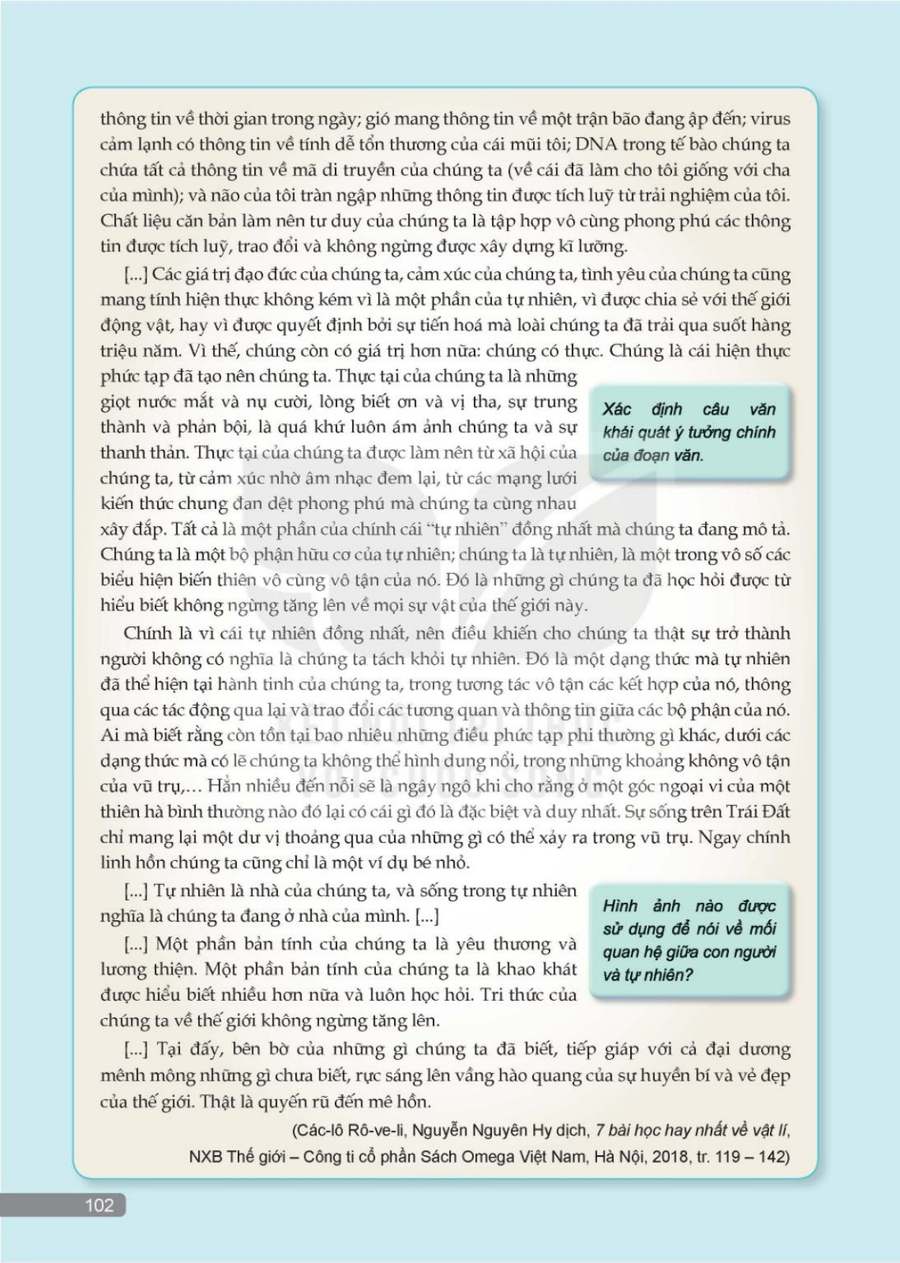 thông tin về thời gian trong ngày; gió mang thông tin về một trận bão đang ập đến; virus
cảm lạnh có thông tin về tính dễ tổn thương của cái mũi tôi; DNA trong tế bào chúng ta
chứa tất cả thông tin về mã di truyền của chúng ta (về cái đã làm cho tôi giống với cha
của mình); và não của tôi tràn ngập những thông tin được tích luỹ từ trải nghiệm của tôi.
Chất liệu căn bản làm nên tư duy của chúng ta là tập hợp vô cùng phong phú các thông
tin được tích luỹ, trao đổi và không ngừng được xây dựng kĩ lưỡng.
[...] Các giá trị đạo đức của chúng ta, cảm xúc của chúng ta, tình yêu của chúng ta cũng
mang tính hiện thực không kém vì là một phần của tự nhiên, vì được chia sẻ với thế giới
động vật, hay vì được quyết định bởi sự tiến hoá mà loài chúng ta đã trải qua suốt hàng
triệu năm. Vì thế, chúng còn có giá trị hơn nữa: chúng có thực. Chúng là cái hiện thực
phức tạp đã tạo nên chúng ta. Thực tại của chúng ta là những
giọt nước mắt và nụ cười, lòng biết ơn và vị tha, sự trung
thành và phản bội, là quá khứ luôn ám ảnh chúng ta và sự
thanh thản. Thực tại của chúng ta được làm nên từ xã hội của
chúng ta, từ cảm xúc nhờ âm nhạc đem lại, từ các mạng lưới
kiến thức chung đan dệt phong phú mà chúng ta cùng nhau
xây đắp. Tất cả là một phần của chính cái “tự nhiên” đồng nhất mà chúng ta đang mô tả.
Chúng ta là một bộ phận hữu cơ của tự nhiên; chúng ta là tự nhiên, là một trong vô số các
biểu hiện biến thiên vô cùng vô tận của nó. Đó là những gì chúng ta đã học hỏi được từ
hiểu biết không ngừng tăng lên về mọi sự vật của thế giới này.
Xác định câu văn
khái quát ý tưởng chính
của đoạn văn.
Chính là vì cái tự nhiên đồng nhất, nên điều khiến cho chúng ta thật sự trở thành
người không có nghĩa là chúng ta tách khỏi tự nhiên. Đó là một dạng thức mà tự nhiên
đã thể hiện tại hành tinh của chúng ta, trong tương tác vô tận các kết hợp của nó, thông
qua các tác động qua lại và trao đổi các tương quan và thông tin giữa các bộ phận của nó.
Ai mà biết rằng còn tồn tại bao nhiêu những điều phức tạp phi thường gì khác, dưới các
dạng thức mà có lẽ chúng ta không thể hình dung nổi, trong những khoảng không vô tận
của vũ trụ,… Hẳn nhiều đến nỗi sẽ là ngây ngô khi cho rằng ở một góc ngoại vi của một
thiên hà bình thường nào đó lại có cái gì đó là đặc biệt và duy nhất. Sự sống trên Trái Đất
chỉ mang lại một dư vị thoảng qua của những gì có thể xảy ra trong vũ trụ. Ngay chính
linh hồn chúng ta cũng chỉ là một ví dụ bé nhỏ.
[...] Tự nhiên là nhà của chúng ta, và sống trong tự nhiên
nghĩa là chúng ta đang ở nhà của mình. [...]
[...] Một phần bản tính của chúng ta là yêu thương và
lương thiện. Một phần bản tính của chúng ta là khao khát
được hiểu biết nhiều hơn nữa và luôn học hỏi. Tri thức của
chúng ta về thế giới không ngừng tăng lên.
Hình ảnh nào được
sử dụng để nói về mối
quan hệ giữa con người
và tự nhiên?
[...] Tại đấy, bên bờ của những gì chúng ta đã biết, tiếp giáp với cả đại dương
mênh mông những gì chưa biết, rực sáng lên vầng hào quang của sự huyền bí và vẻ đẹp
của thế giới. Thật là quyến rũ đến mê hồn.
(Các-lô Rô-ve-li, Nguyễn Nguyên Hy dịch, 7 bài học hay nhất về vật lí,
NXB Thế giới – Công ti cổ phần Sách Omega Việt Nam, Hà Nội, 2018, tr. 119 – 142)
KẾT NỐI TRI THỨC
VỚI CUỘC SỐNG
102